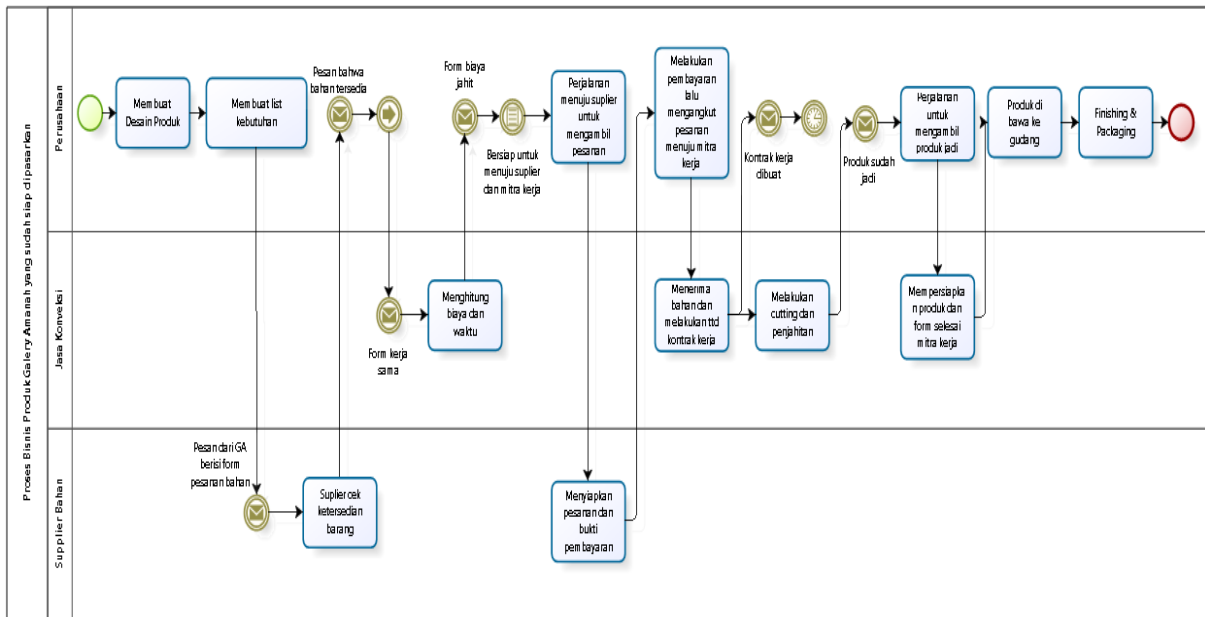 Proses Bisnis Produk Galery Amanah yang sudah siap dipasarkan
Perusahaan
Membuat
Desain Produk
Membuat list
kebutuhan
Pesan bahwa
bahan tersedia
Form biaya
jahit
Bersiap untuk
menuju suplier
dan mitra kerja
Perjalanan
menuju suplier
untuk
mengambil
pesanan
Melakukan
pembayaran
lalu
mengangkut
pesanan
menuju mitra
kerja
Kontrak kerja
dibuat
Produk sudah
jadi
Perjalanan
untuk
mengambil
produk jadi
Produk di
bawa ke
gudang
Finishing &
Packaging
Jasa Konveksi
Form kerja
sama
Menghitung
biaya dan
waktu
Menerima
bahan dan
melakukan ttd
kontrak kerja
Melakukan
cutting dan
penjahitan
Mempersiapka
n produk dan
form selesai
mitra kerja
Supplier Bahan
Pesan dari GA
berisi form
pesanan bahan
Suplier cek
ketersedian
barang
Menyiapkan
pesanan dan
bukti
pembayaran